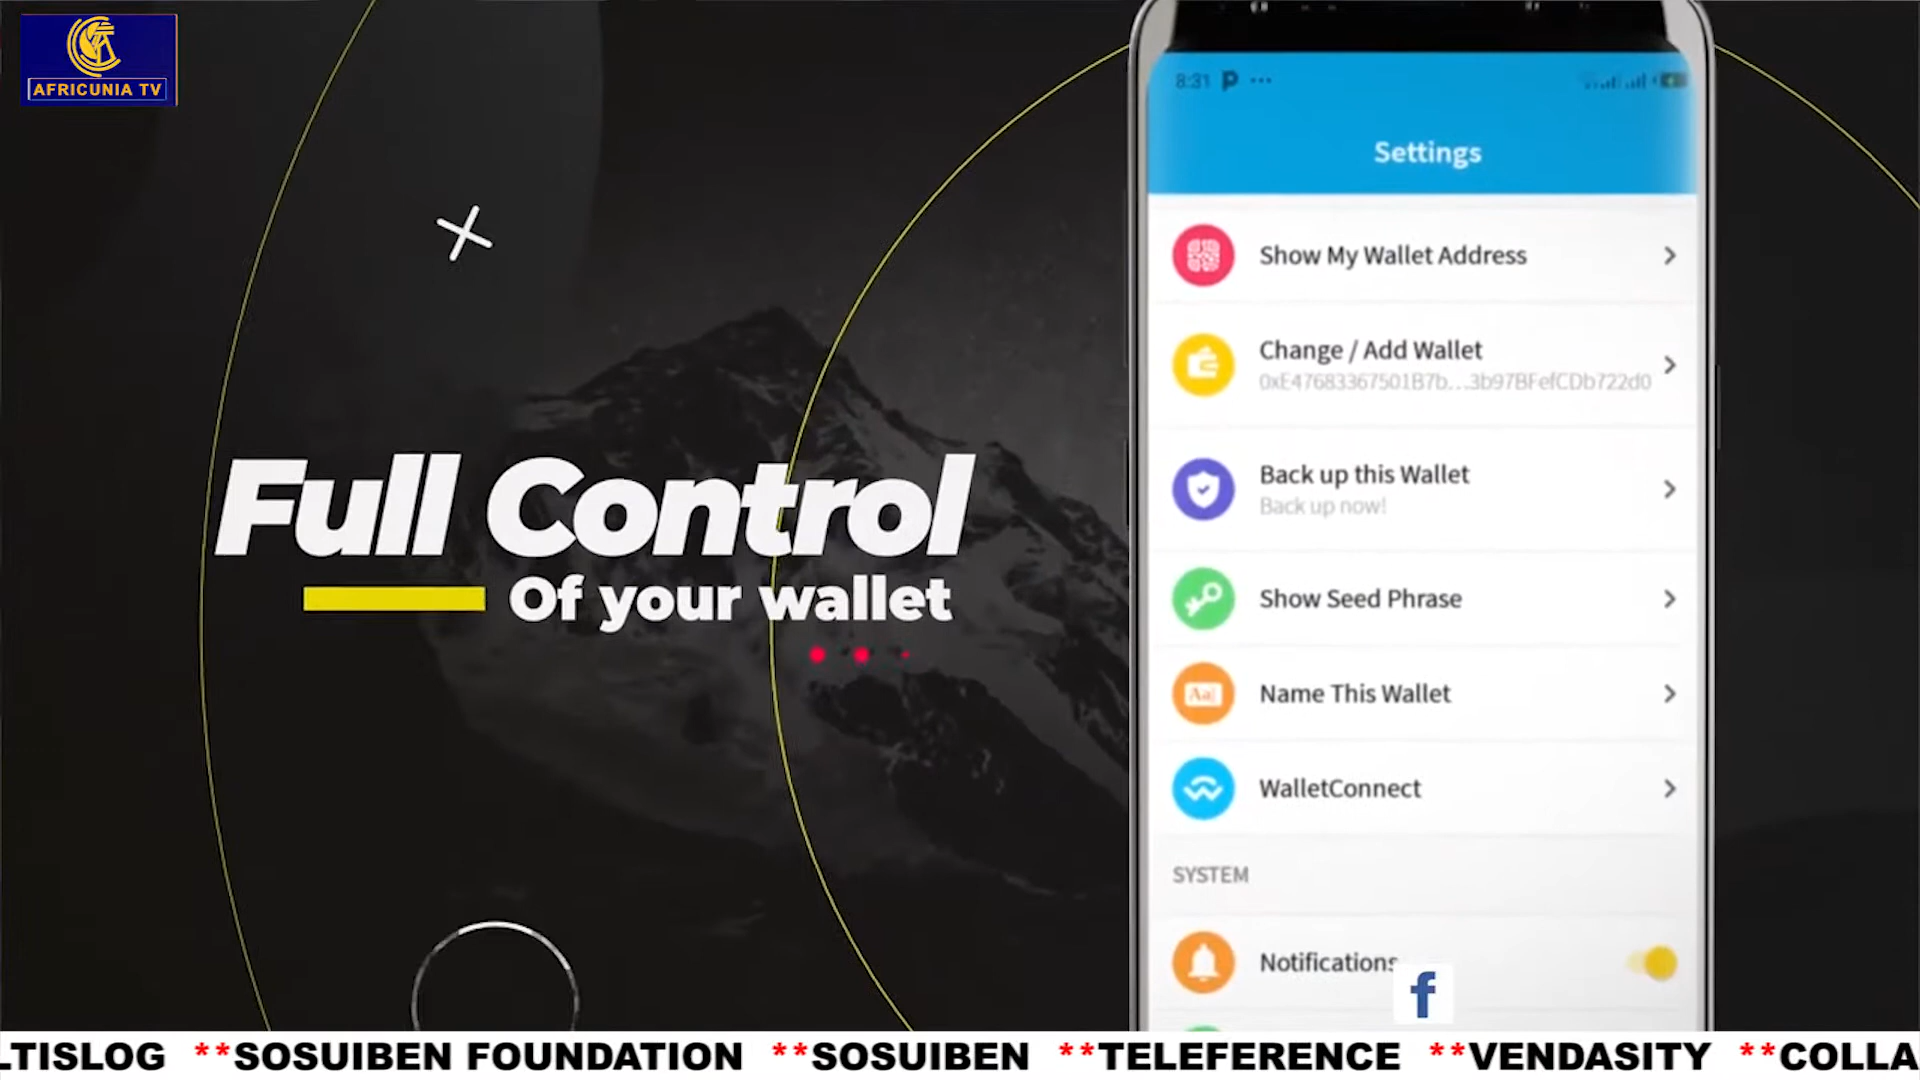 AFRICUNIA TV
8:31
Settings
Show My Wallet Address
Change / Add Wallet
0xE47683367501B7b...3b97BFefCDb722d0
Back up this Wallet
Back up now!
Show Seed Phrase
Name This Wallet
WalletConnect
SYSTEM
Notifications
Full Control
Of your wallet
LTISLOG **SOSUIBEN FOUNDATION **SOSUIBEN **TELEFERENCE **VENDASITY **COLLA